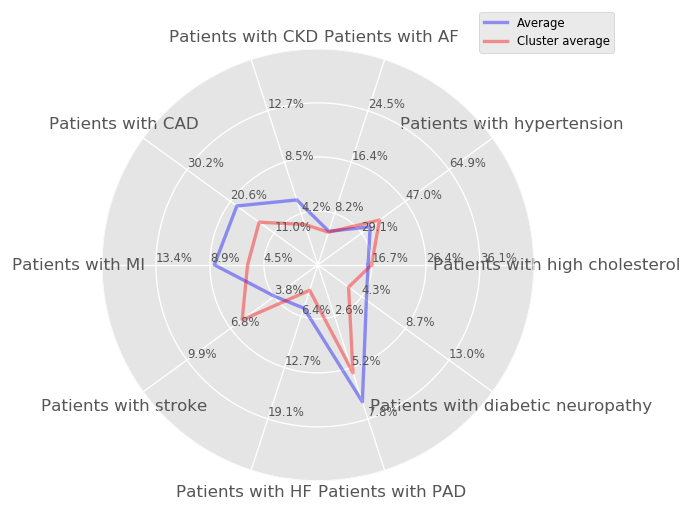 Average
Cluster average
Patients with CKD Patients with AF
12.7% 24.5%
Patients with CAD Patients with hypertension
8.5% 16.4%
30.2% 64.9%
20.6% 47.0%
4.2% 8.2%
11.0% 29.1%
13.4% 8.9% 4.5% 16.7% 26.4% 36.1%
Patients with MI Patients with high cholesterol
3.8% 4.3%
6.4% 2.6%
6.8% 8.7%
9.9% 13.0%
12.7% 5.2%
Patients with stroke Patients with diabetic neuropathy
19.1% 7.8%
Patients with HF Patients with PAD